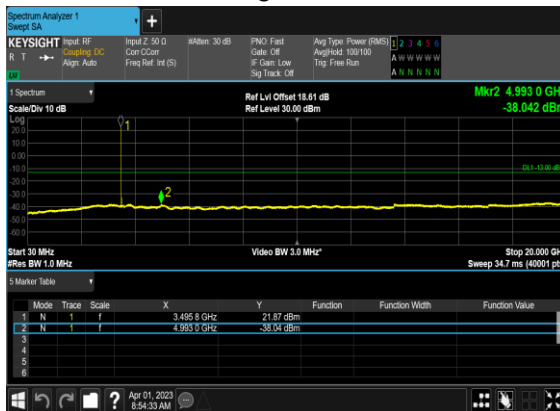 Spectrum Analyzer 1
Swept SA
KEYSIGHT Input: RF Input Z: 50 Ω #Atten: 30 dB PNO: Fast Avg Type: Power (RMS) 1 2 3 4 5 6
R T Coupling: DC Corr CCorr Gate: Off Avg|Hold: 100/100 A W W W W W
Align: Auto Freq Ref: Int (S) IF Gain: Low Trig: Free Run
Sig Track: Off A N N N N N
1 Spectrum Ref Lvl Offset 18.61 dB Mkr2 4.993 0 GH
Scale/Div 10 dB Ref Level 30.00 dBm -38.042 dBr
Log
20.0
10.0
0.00
-10.0
-20.0
-30.0
-40.0
-50.0
-60.0
1
2
DL1 -13.00 dB
Start 30 MHz Video BW 3.0 MHz* Stop 20.000 GH
#Res BW 1.0 MHz Sweep 34.7 ms (40001 pt
5 Marker Table
Mode Trace Scale X Y Function Function Width Function Value
1 N 1 f 3.495 8 GHz 21.87 dBm
2 N 1 f 4.993 0 GHz -38.04 dBm
3
4
5
6
? Apr 01, 2023
8:54:33 AM